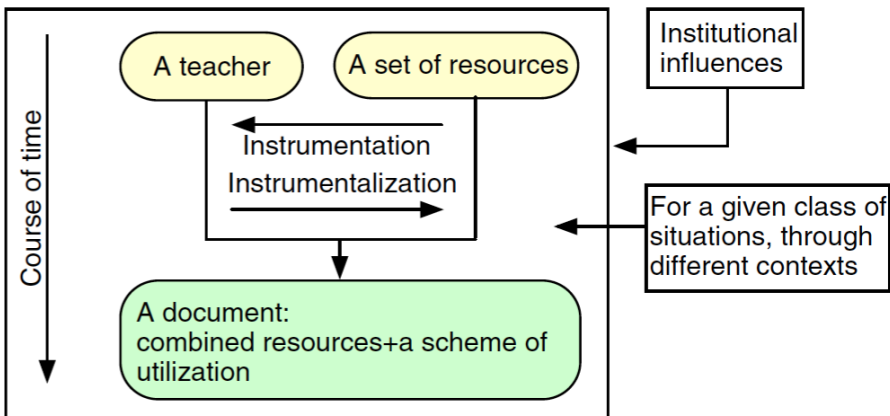 A teacher
A set of resources
Institutional
influences
Course of time
Instrumentation
Instrumentalization
For a given class of
situations, through
different contexts
A document:
combined resources+a scheme of
utilization